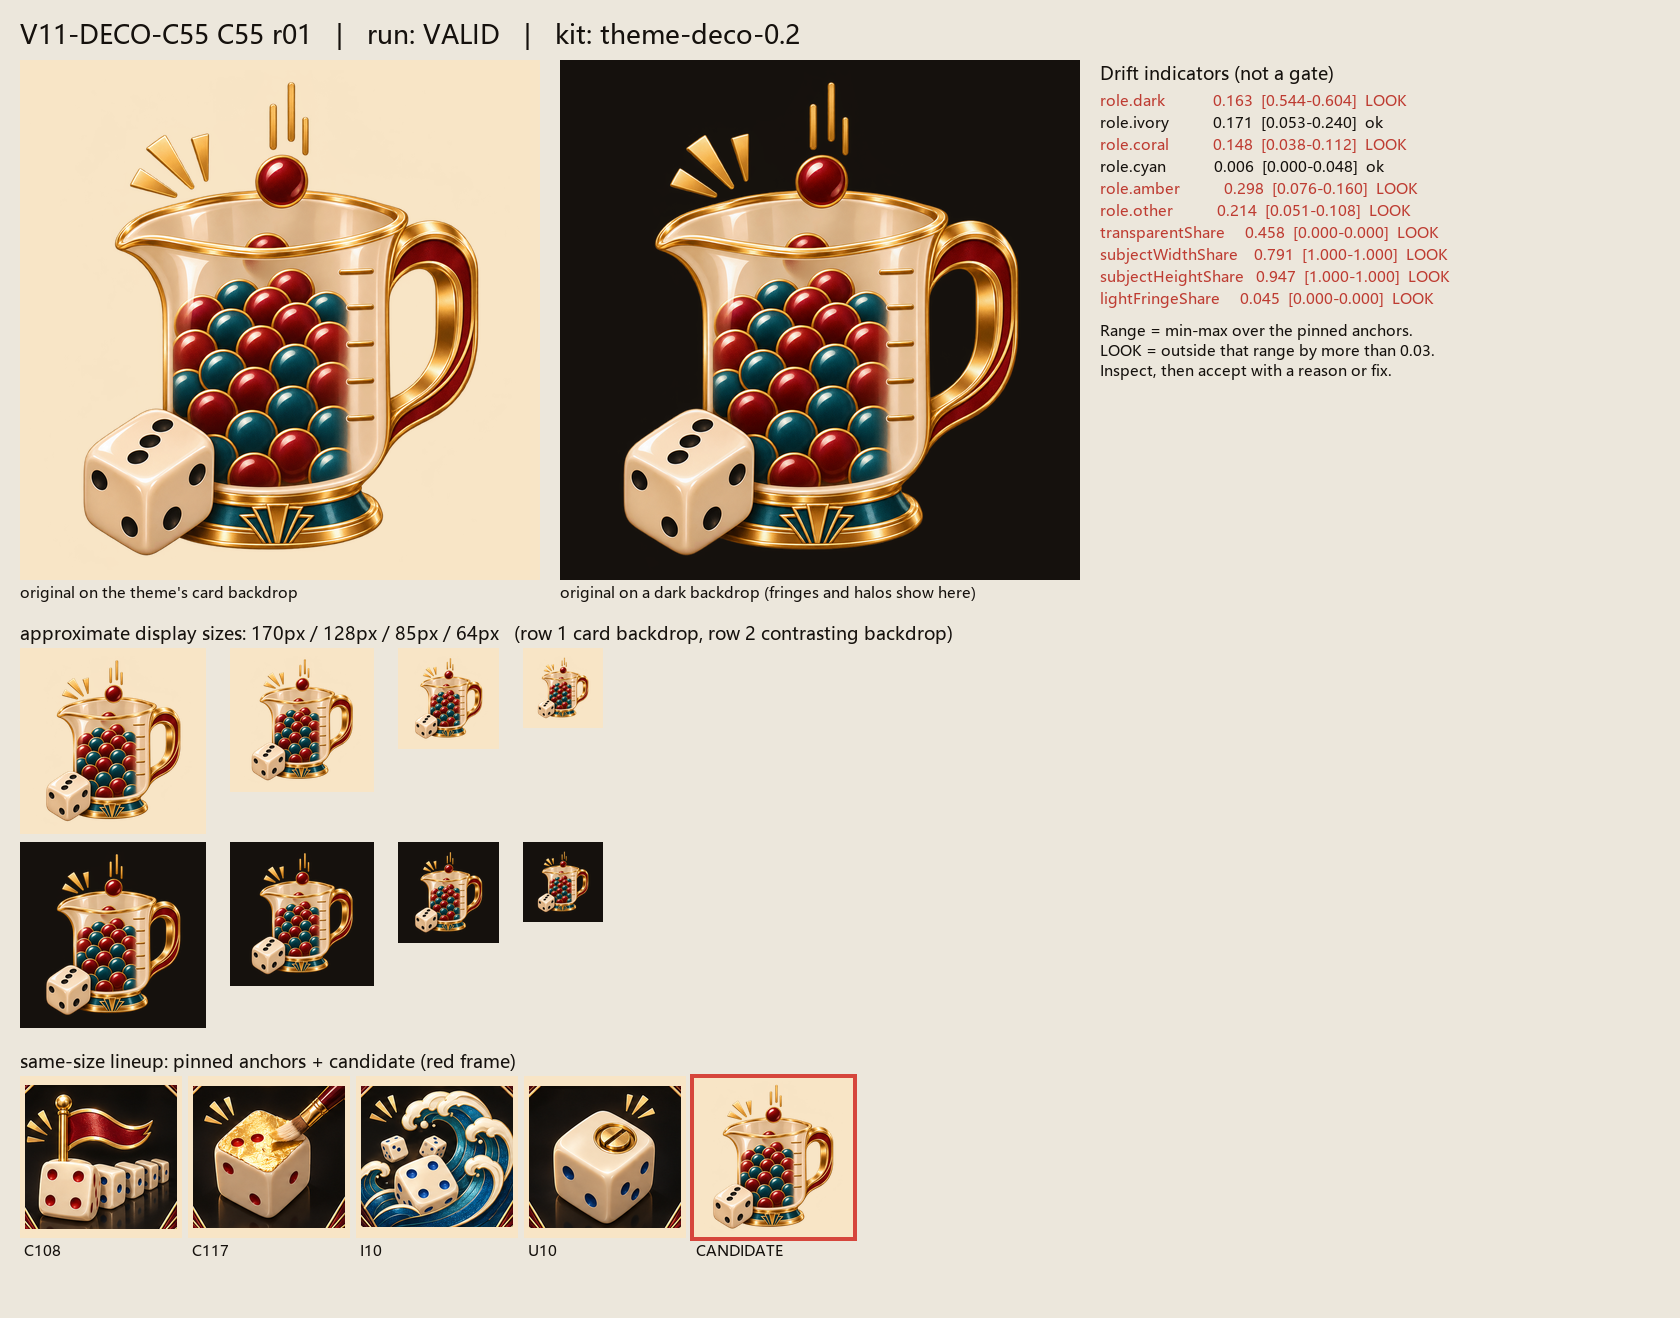 V11-DECO-C55 C55 r01 | run: VALID | kit: theme-deco-0.2
Drift indicators (not a gate)
role.dark 0.163 [0.544-0.604] LOOK
role.ivory 0.171 [0.053-0.240] ok
role.coral 0.148 [0.038-0.112] LOOK
role.cyan 0.006 [0.000-0.048] ok
role.amber 0.298 [0.076-0.160] LOOK
role.other 0.214 [0.051-0.108] LOOK
transparentShare 0.458 [0.000-0.000] LOOK
subjectWidthShare 0.791 [1.000-1.000] LOOK
subjectHeightShare 0.947 [1.000-1.000] LOOK
lightFringeShare 0.045 [0.000-0.000] LOOK
Range = min-max over the pinned anchors.
LOOK = outside that range by more than 0.03.
Inspect, then accept with a reason or fix.
original on the theme's card backdrop
original on a dark backdrop (fringes and halos show here)
approximate display sizes: 170px / 128px / 85px / 64px (row 1 card backdrop, row 2 contrasting backdrop)
same-size lineup: pinned anchors + candidate (red frame)
C108
C117
I10
U10
CANDIDATE